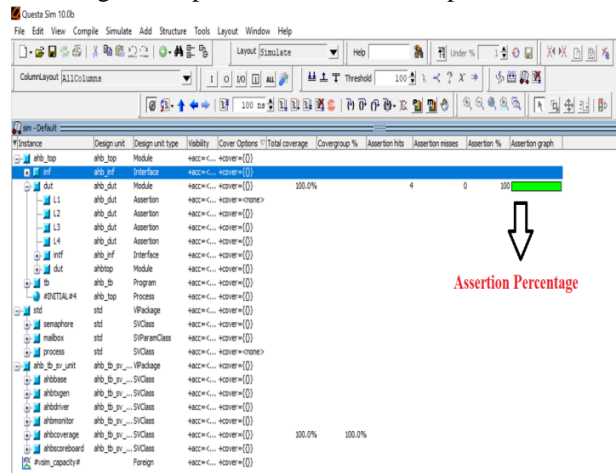 Questa Sim 10.0b
File Edit View Compile Simulate Add Structure Tools Layout Window Help
Layout Simulate Help Under %
ColumnLayout AllColumns Threshold 100
100 ns
sim - Default
Instance Design unit Design unit type Visibility Cover Options Total coverage Covergroup % Assertion hits Assertion misses Assertion % Assertion graph
ahb_top ahb_top Module +acc=<... +cover={}
inf ahb_inf Interface +acc=<... +cover={}
dut ahb_dut Module +acc=<... +cover={} 100.0% 4 0 100
L1 ahb_dut Assertion +acc=<... +cover=<none>
L2 ahb_dut Assertion +acc=<... +cover={}
L3 ahb_dut Assertion +acc=<... +cover={}
L4 ahb_dut Assertion +acc=<... +cover={}
intf ahb_inf Interface +acc=<... +cover={}
dut ahbtop Module +acc=<... +cover={}
tb ahb_tb Program +acc=<... +cover={}
Assertion Percentage
#INITIAL#4 ahb_top Process +acc=<... +cover={}
std std VPackage +acc=<... +cover={}
semaphore std SVClass +acc=<... +cover={}
mailbox std SVParamClass +acc=<... +cover={}
process std SVClass +acc=<... +cover=<none>
ahb_tb_sv_unit ahb_tb_sv_... VPackage +acc=<... +cover={}
ahbbase ahb_tb_sv_... SVClass +acc=<... +cover={}
ahbtxgen ahb_tb_sv_... SVClass +acc=<... +cover={}
ahbdriver ahb_tb_sv_... SVClass +acc=<... +cover={}
ahbmonitor ahb_tb_sv_... SVClass +acc=<... +cover={}
ahbcoverage ahb_tb_sv_... SVClass +acc=<... +cover={} 100.0% 100.0%
ahbscoreboard ahb_tb_sv_... SVClass +acc=<... +cover={}
#vsim_capacity# Foreign +acc=<... +cover={}